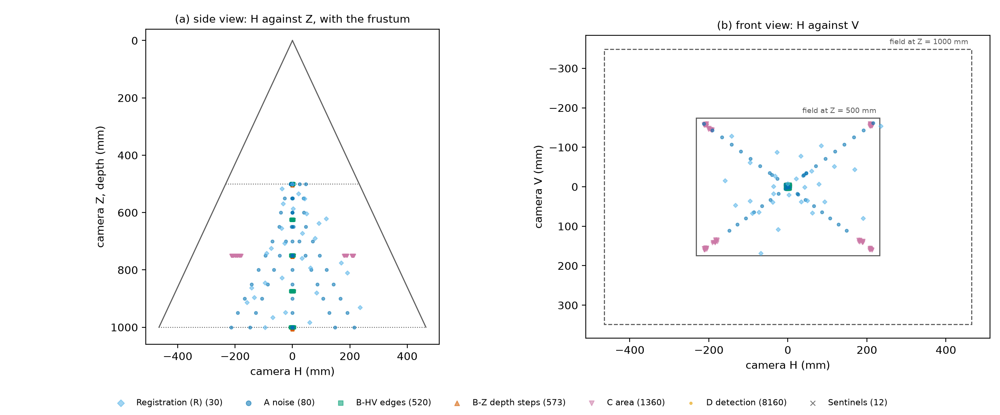 (a) side view: H against Z, with the frustum
0
200
400
600
800
1000
camera Z, depth (mm)
−400
−200
0
200
400
camera H (mm)
(b) front view: H against V
field at Z = 1000 mm
field at Z = 500 mm
−300
−200
−100
0
100
200
300
camera V (mm)
−400
−200
0
200
400
camera H (mm)
Registration (R) (30)
A noise (80)
B-HV edges (520)
B-Z depth steps (573)
C area (1360)
D detection (8160)
Sentinels (12)